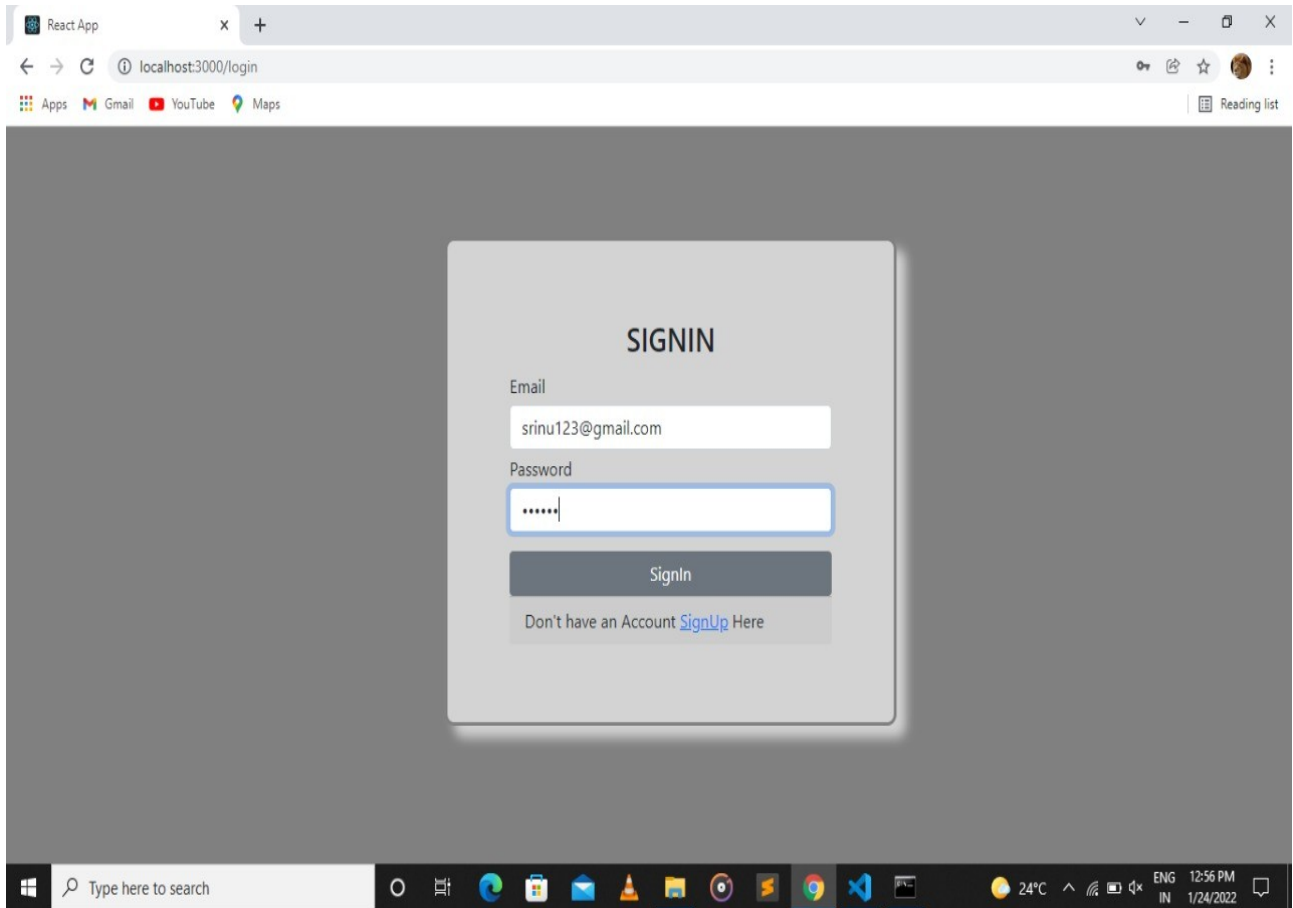 React App
localhost:3000/login
Apps Gmail YouTube Maps Reading list
SIGNIN
Email
srinu123@gmail.com
Password
••••••
SignIn
Don't have an Account SignUp Here
Type here to search 24°C ENG 12:56 PM
IN 1/24/2022